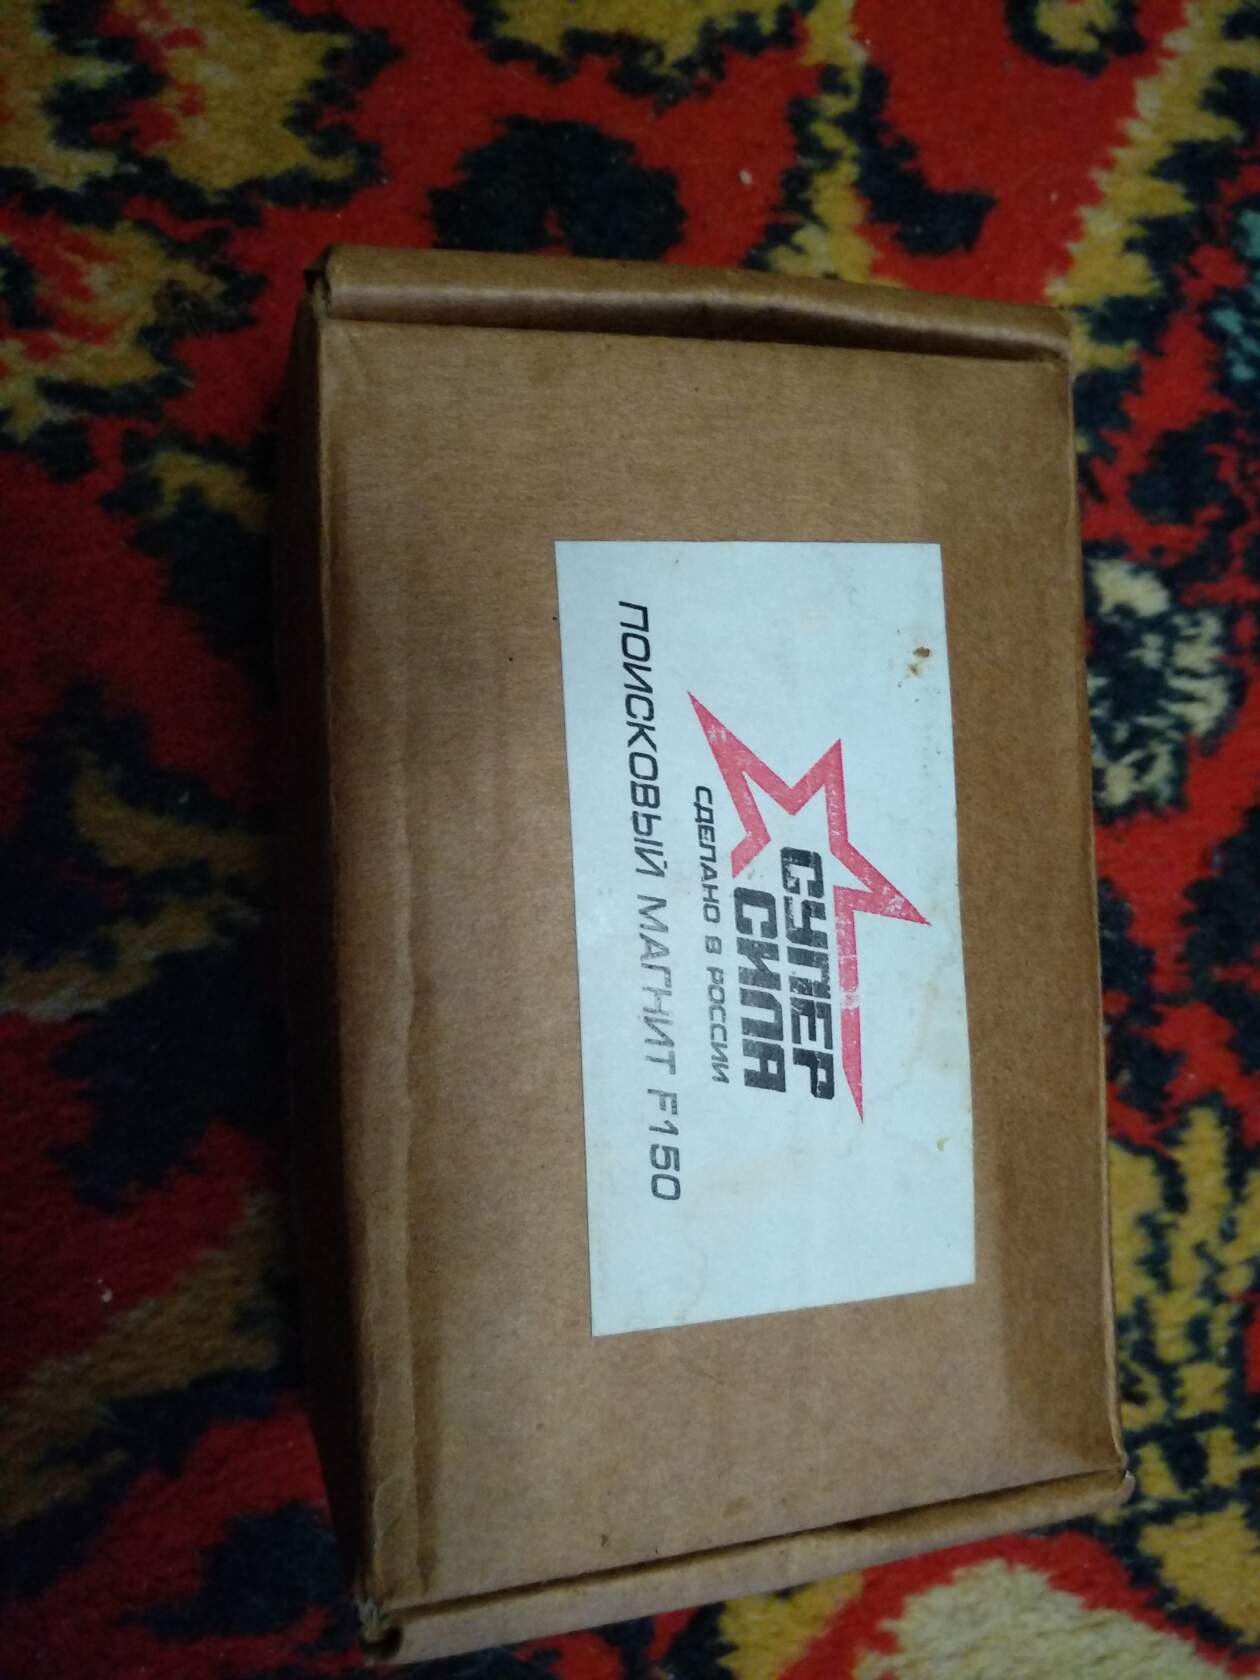 СУПЕР
СИЛА
СДЕЛАНО В РОССИИ
ПОИСКОВЫЙ МАГНИТ F150